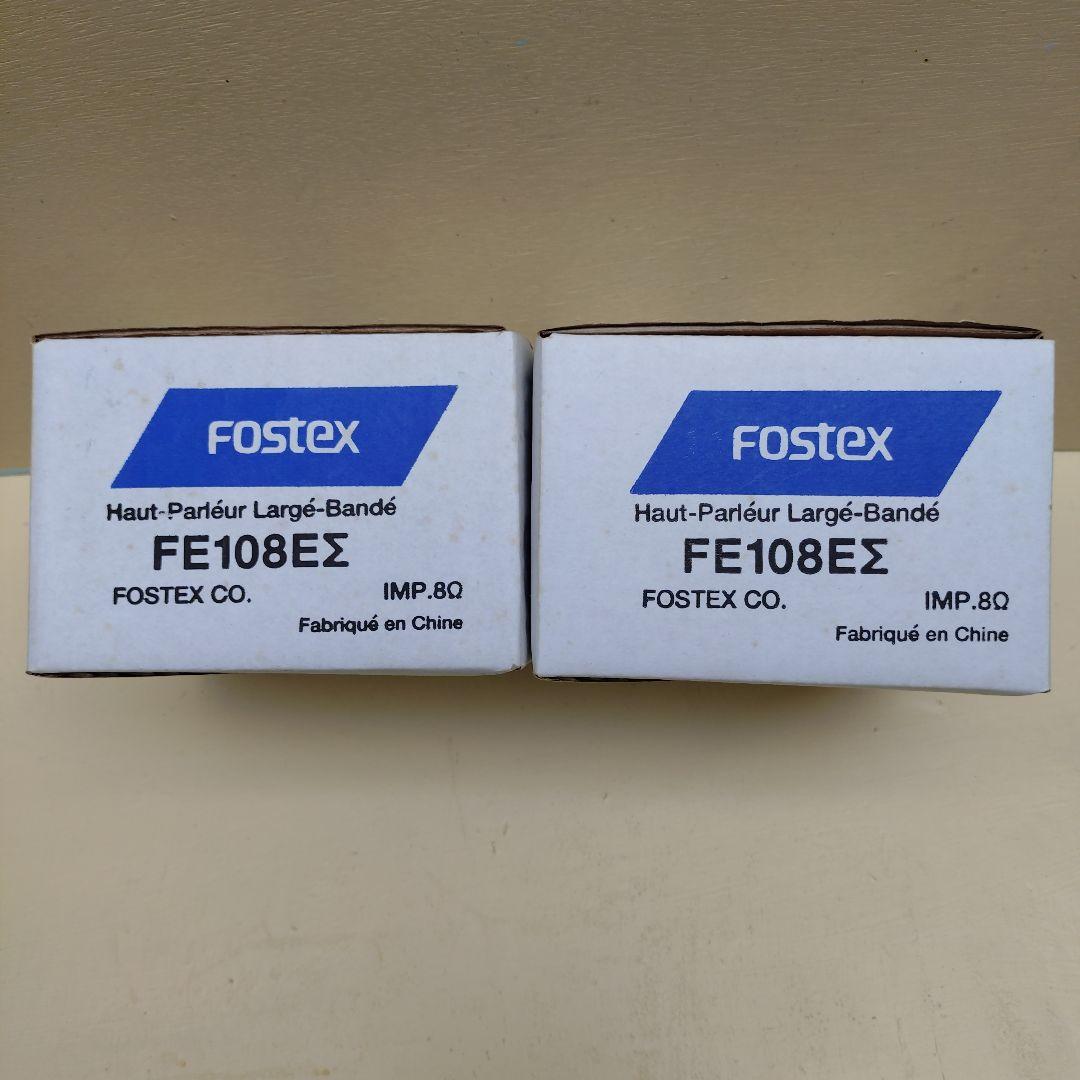 Fostex
Haut-Parléur Largé-Bandé
FE108EΣ
FOSTEX CO. IMP.8Ω
Fabriqué en Chine
Fostex
Haut-Parléur Largé-Bandé
FE108EΣ
FOSTEX CO. IMP.8Ω
Fabriqué en Chine